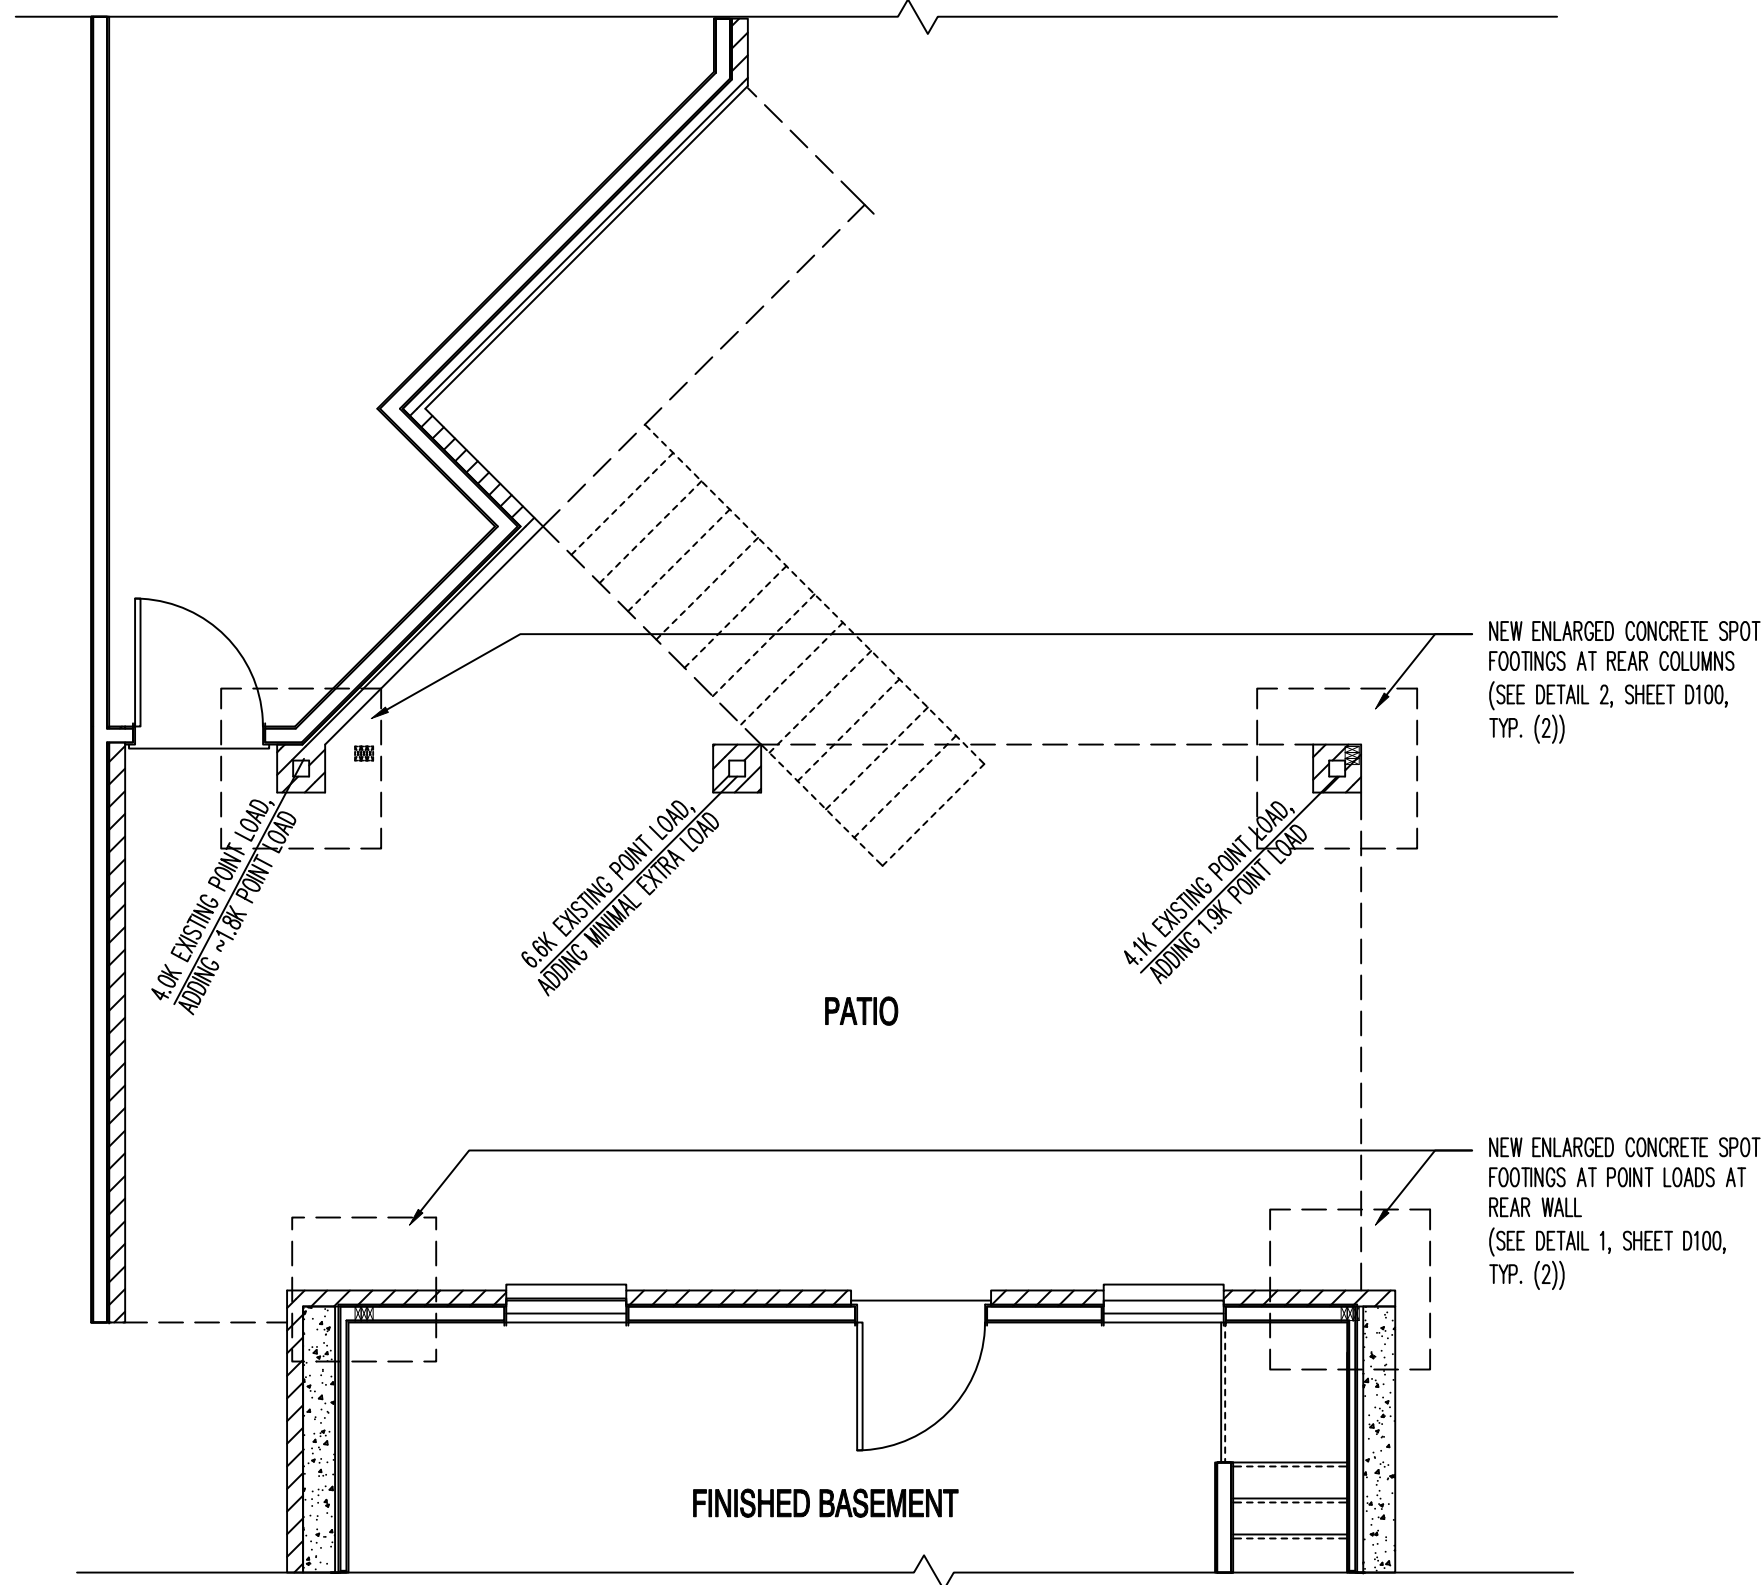 NEW ENLARGED CONCRETE SPOT
FOOTINGS AT REAR COLUMNS
(SEE DETAIL 2, SHEET D100,
TYP. (2))
4.0K EXISTING POINT LOAD,
ADDING ~1.8K POINT LOAD
6.6K EXISTING POINT LOAD,
ADDING MINIMAL EXTRA LOAD
4.1K EXISTING POINT LOAD,
ADDING 1.9K POINT LOAD
PATIO
NEW ENLARGED CONCRETE SPOT
FOOTINGS AT POINT LOADS AT
REAR WALL
(SEE DETAIL 1, SHEET D100,
TYP. (2))
FINISHED BASEMENT